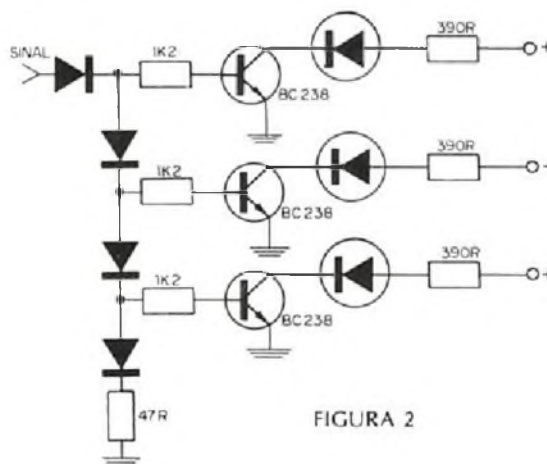 SINAL
1K2
BC238
390R
+
1K2
BC238
390R
+
1K2
BC238
390R
+
47R
FIGURA 2